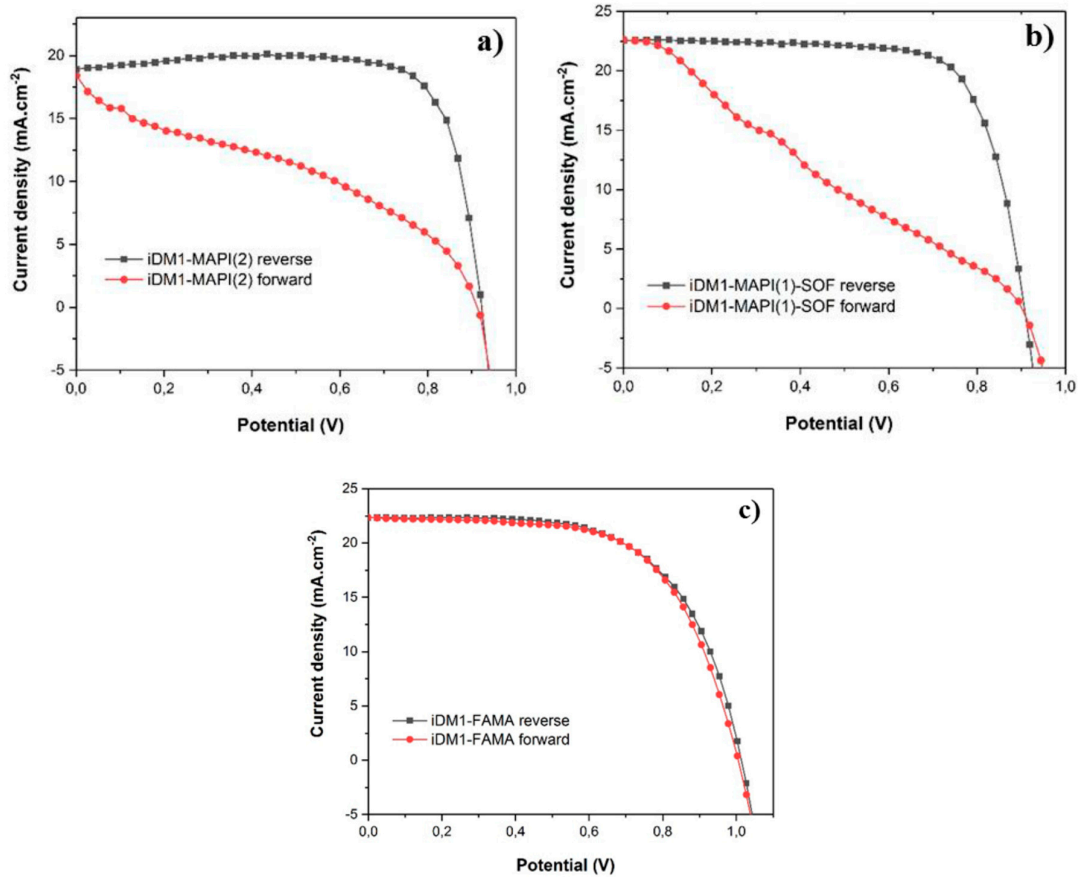 a)
25
20
15
10
5
0
-5
Current density (mA.cm-2)
iDM1-MAPI(2) reverse
iDM1-MAPI(2) forward
0,0 0,2 0,4 0,6 0,8 1,0
Potential (V)
b)
25
20
15
10
5
0
-5
Current density (mA.cm-2)
iDM1-MAPI(1)-SOF reverse
iDM1-MAPI(1)-SOF forward
0,0 0,2 0,4 0,6 0,8 1,0
Potential (V)
c)
25
20
15
10
5
0
-5
Current density (mA.cm-2)
iDM1-FAMA reverse
iDM1-FAMA forward
0,0 0,2 0,4 0,6 0,8 1,0
Potential (V)